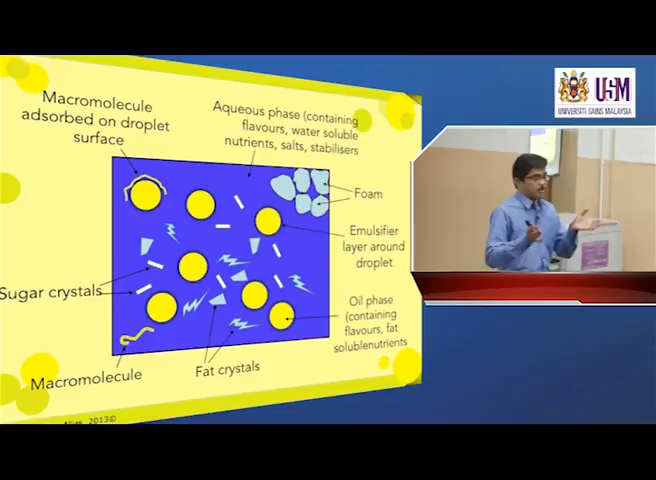 Macromolecule
adsorbed on droplet
surface
Aqueous phase (containing
flavours, water soluble
nutrients, salts, stabilisers
Foam
Emulsifier
layer around
droplet
Sugar crystals
Oil phase
(containing
flavours, fat
solublenutrients
Macromolecule
Fat crystals
2013©
USM
UNIVERSITI SAINS MALAYSIA